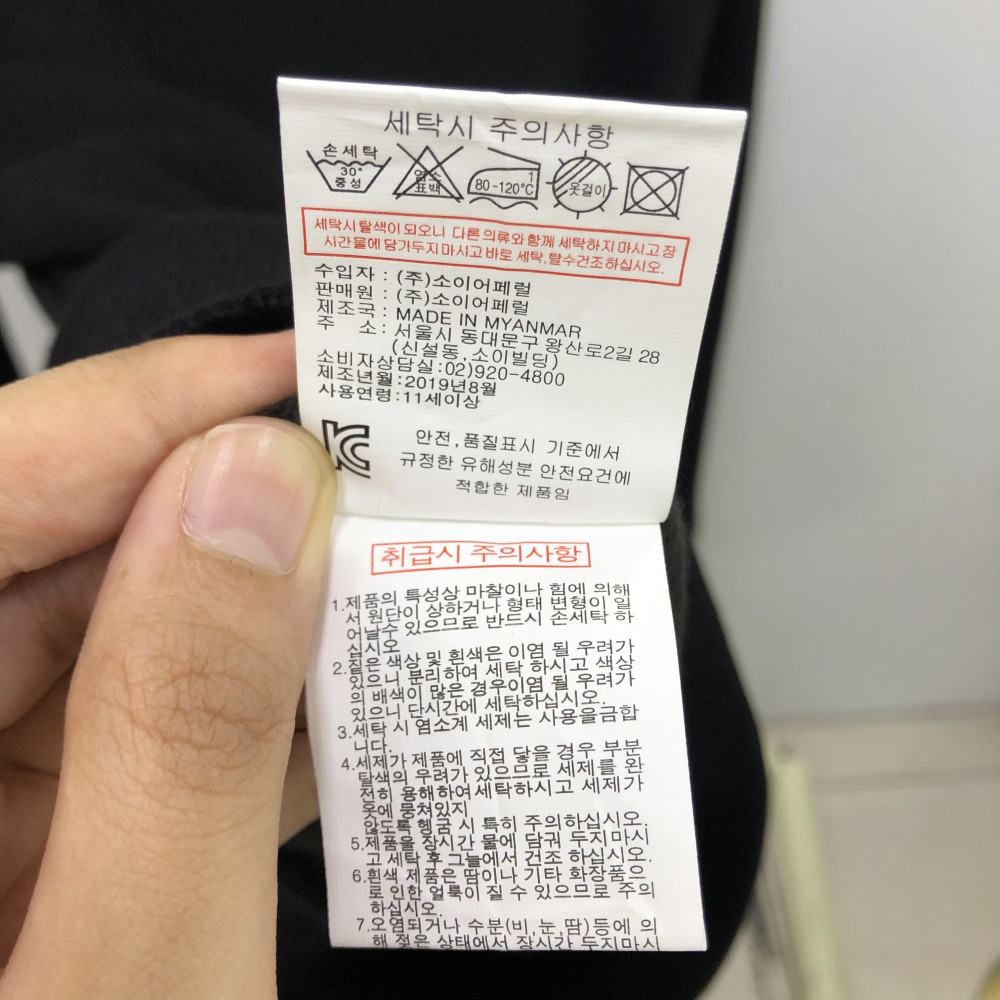 세탁시 주의사항
손세탁
30°
중성
염소
표백
1
80-120℃
옷걸이
세탁시 탈색이 되오니 다른 의류와 함께 세탁하지 마시고 장
시간 물에 담가두지 마시고 바로 세탁.탈수건조하십시오.
수입자 : (주)소이어페럴
판매원 : (주)소이어페럴
제조국 : MADE IN MYANMAR
주 소: 서울시 동대문구 왕산로2길 28
(신설동,소이빌딩)
소비자상담실:02)920-4800
제조년월:2019년8월
사용연령:11세이상
안전,품질표시 기준에서
규정한 유해성분 안전요건에
적합한 제품임
취급시 주의사항
1.제품의 특성상 마찰이나 힘에 의해
서 원단이 상하거나 형태 변형이 일
어날수 있으므로 반드시 손세탁 하
십시오
2.짙은 색상 및 흰색은 이염 될 우려가
있으니 분리하여 세탁 하시고 색상
의 배색이 많은 경우이염 될 우려가
있으니 단시간에 세탁하십시오.
3.세탁 시 염소계 세제는 사용을금합
니다.
4.세제가 제품에 직접 닿을 경우 부분
탈색의 우려가 있으므로 세제를 완
전히 용해하여세탁하시고 세제가
옷에 뭉쳐있지
않도록 헹굼 시 특히 주의하십시오.
5.제품을 장시간 물에 담궈 두지마시
고 세탁 후 그늘에서 건조 하십시오.
6.흰색 제품은 땀이나 기타 화장품으
로 인한 얼룩이 질 수 있으므로 주의
하십시오.
7.오염되거나 수분(비,눈,땀)등에 의
해 젖은 상태에서 장시간 두지마시